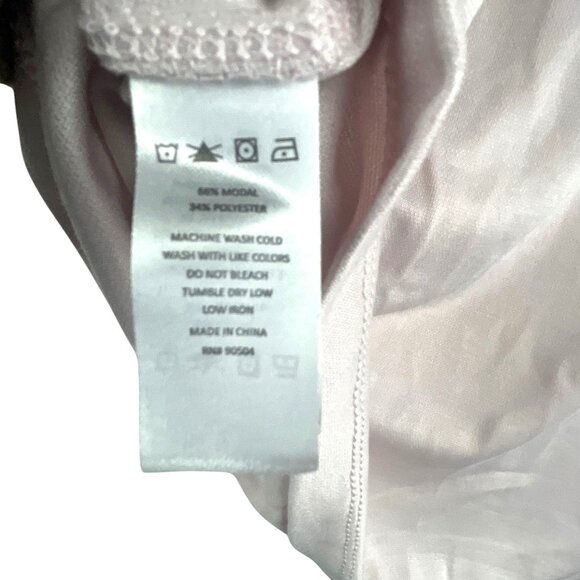 66% MODAL
34% POLYESTER
MACHINE WASH COLD
WASH WITH LIKE COLORS
DO NOT BLEACH
TUMBLE DRY LOW
LOW IRON
MADE IN CHINA
RN# 90504